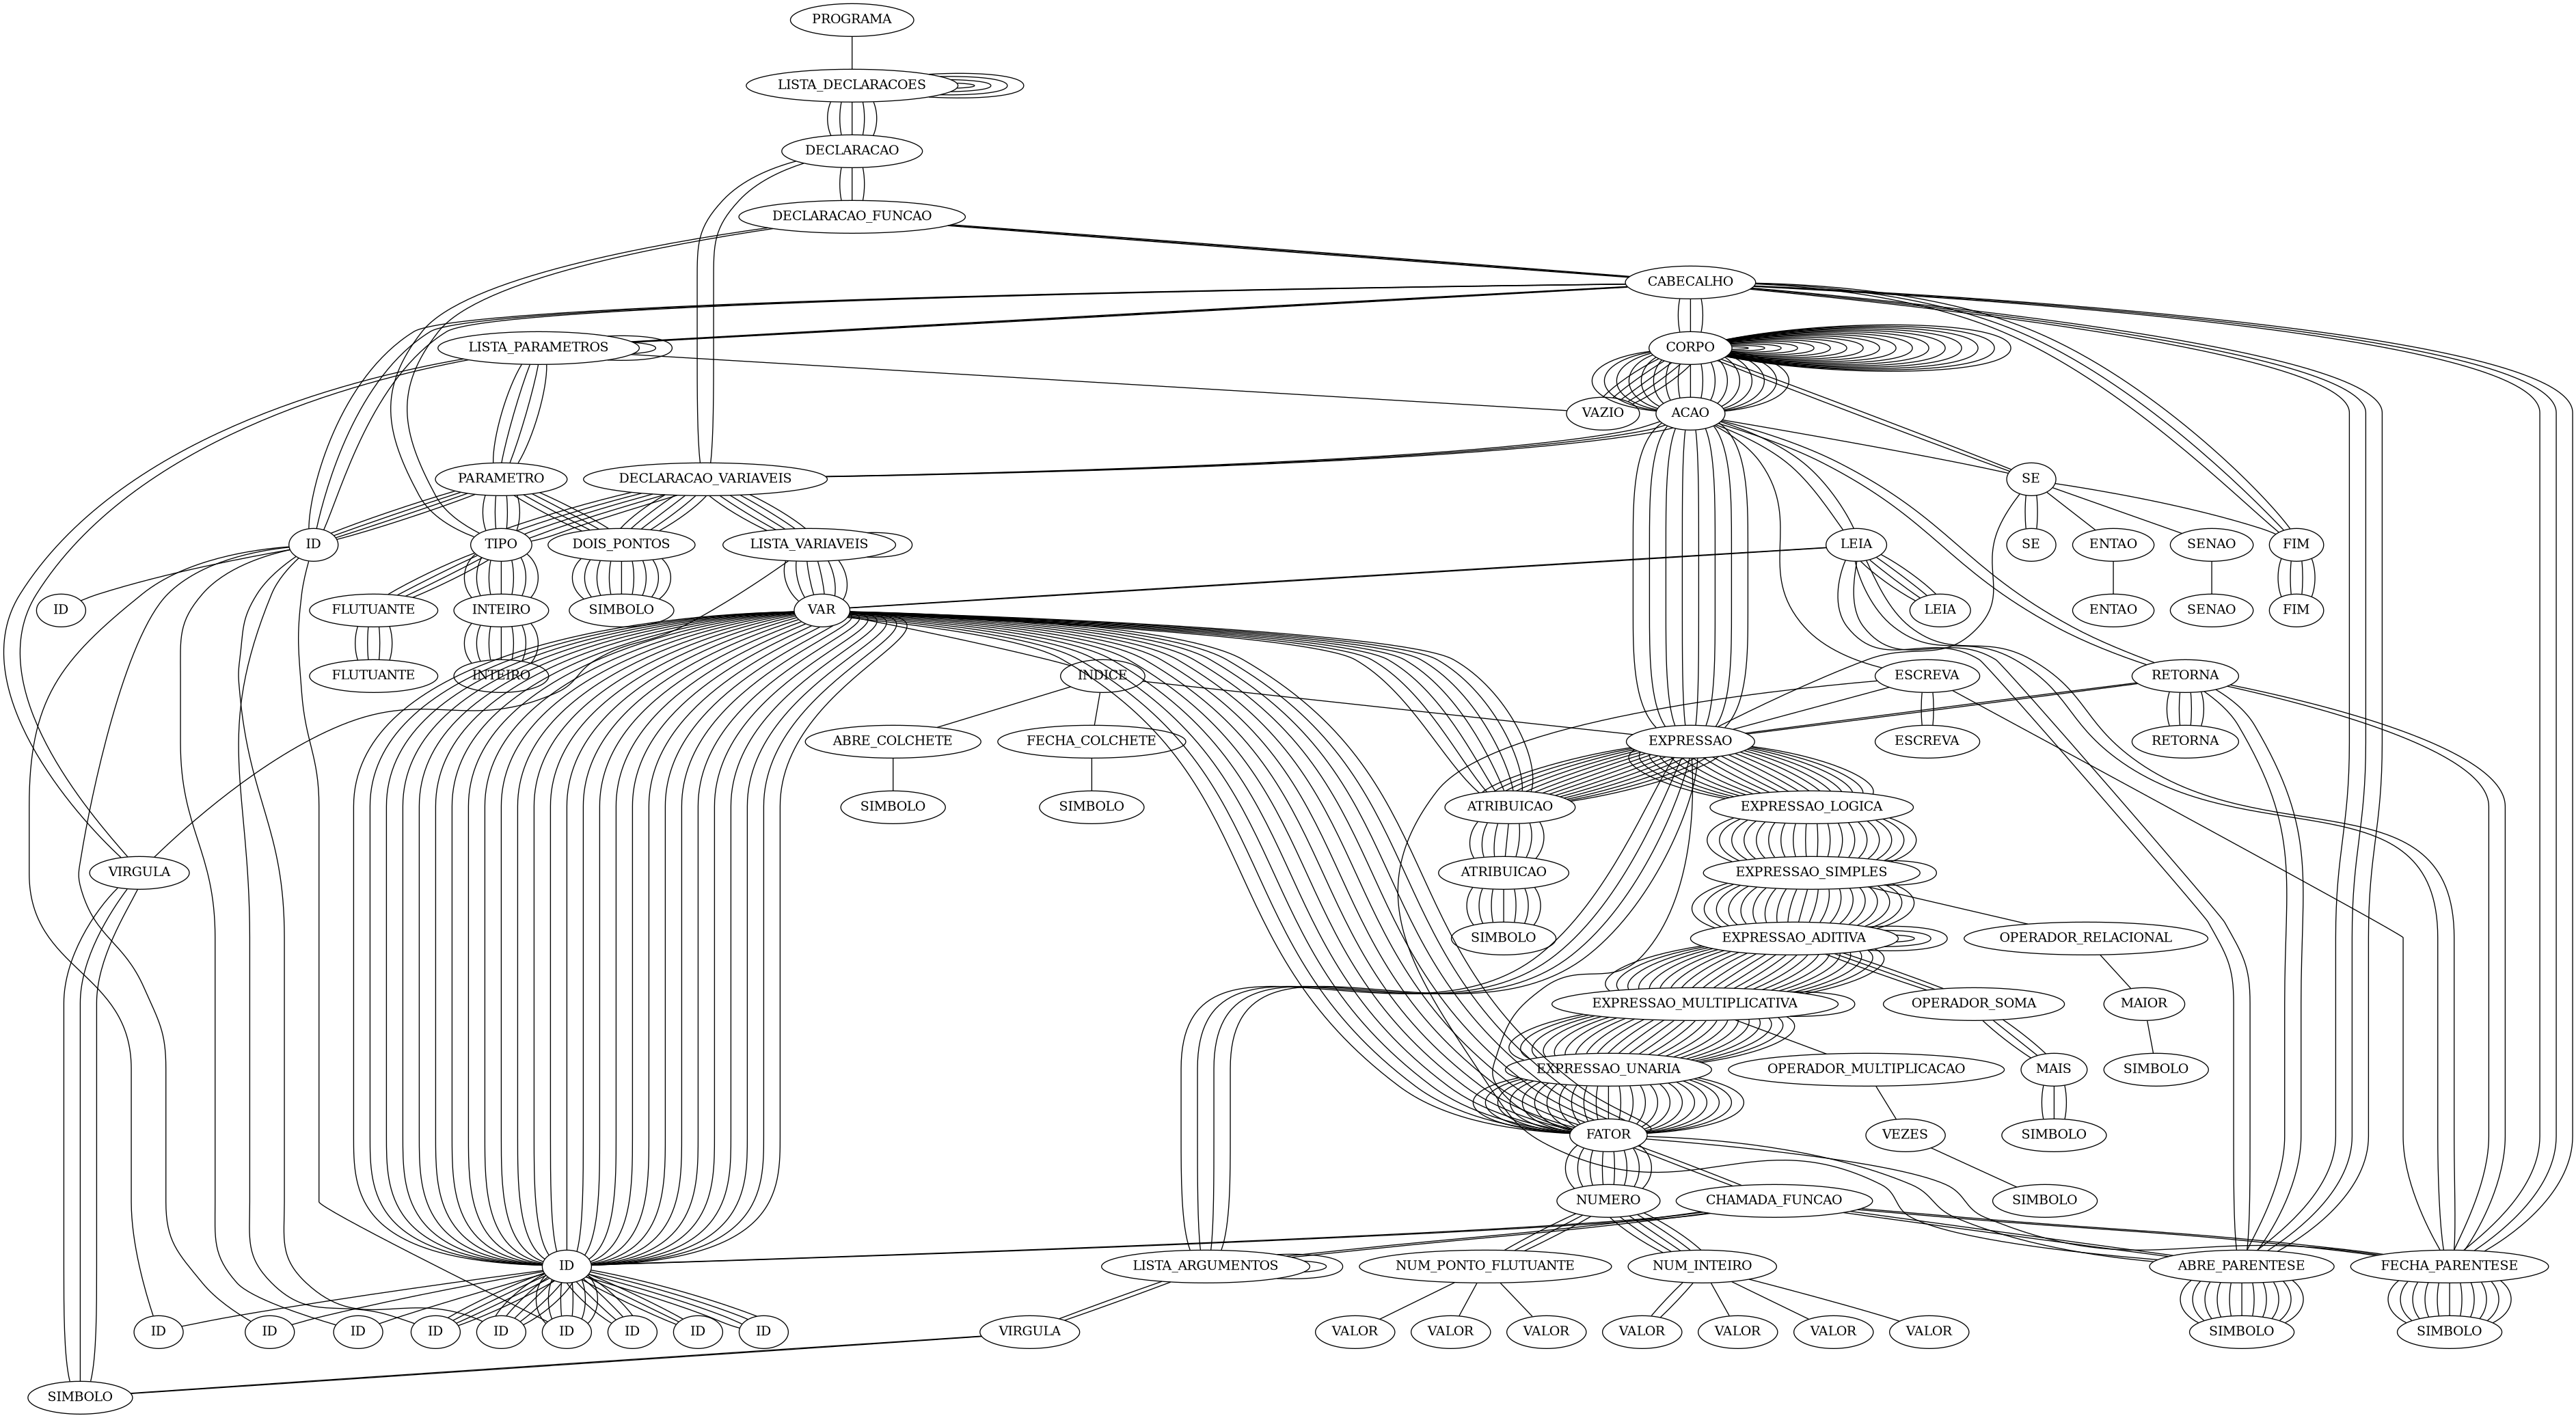 PROGRAMA
LISTA_DECLARACOES
DECLARACAO
DECLARACAO_FUNCAO
CABECALHO
LISTA_PARAMETROS
CORPO
VAZIO
ACAO
PARAMETRO
DECLARACAO_VARIAVEIS
SE
ID
TIPO
DOIS_PONTOS
LISTA_VARIAVEIS
LEIA
SE
ENTAO
SENAO
FIM
ID
FLUTUANTE
INTEIRO
SIMBOLO
VAR
LEIA
ENTAO
SENAO
FIM
FLUTUANTE
INTEIRO
INDICE
ESCREVA
RETORNA
ABRE_COLCHETE
FECHA_COLCHETE
EXPRESSAO
ESCREVA
RETORNA
SIMBOLO
SIMBOLO
ATRIBUICAO
EXPRESSAO_LOGICA
VIRGULA
ATRIBUICAO
EXPRESSAO_SIMPLES
SIMBOLO
EXPRESSAO_ADITIVA
OPERADOR_RELACIONAL
EXPRESSAO_MULTIPLICATIVA
OPERADOR_SOMA
MAIOR
EXPRESSAO_UNARIA
OPERADOR_MULTIPLICACAO
MAIS
SIMBOLO
FATOR
VEZES
SIMBOLO
NUMERO
CHAMADA_FUNCAO
SIMBOLO
ID
LISTA_ARGUMENTOS
NUM_PONTO_FLUTUANTE
NUM_INTEIRO
ABRE_PARENTESE
FECHA_PARENTESE
ID
ID
ID
ID
ID
ID
ID
ID
ID
VIRGULA
VALOR
VALOR
VALOR
VALOR
VALOR
VALOR
VALOR
SIMBOLO
SIMBOLO
SIMBOLO